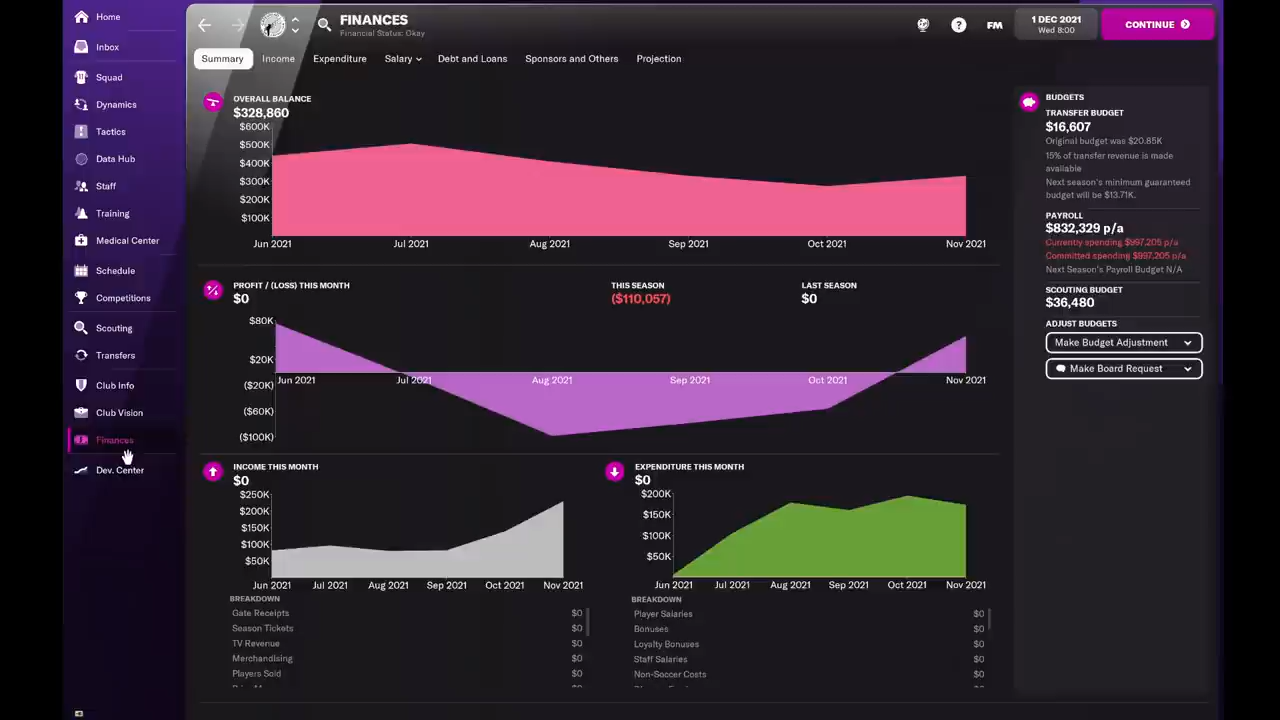 Home
Inbox
Squad
Dynamics
Tactics
Data Hub
Staff
Training
Medical Center
Schedule
Competitions
Scouting
Transfers
Club Info
Club Vision
Finances
Dev. Center
FINANCES
Financial Status: Okay
?
FM
1 DEC 2021
Wed 8:00
CONTINUE
Summary
Income
Expenditure
Salary
Debt and Loans
Sponsors and Others
Projection
OVERALL BALANCE
$328,860
$600K
$500K
$400K
$300K
$200K
$100K
Jun 2021 Jul 2021 Aug 2021 Sep 2021 Oct 2021 Nov 2021
PROFIT / (LOSS) THIS MONTH
$0
THIS SEASON
($110,057)
LAST SEASON
$0
$80K
$20K
($20K)
($60K)
($100K)
Jun 2021 Jul 2021 Aug 2021 Sep 2021 Oct 2021 Nov 2021
INCOME THIS MONTH
$0
$250K
$200K
$150K
$100K
$50K
Jun 2021 Jul 2021 Aug 2021 Sep 2021 Oct 2021 Nov 2021
BREAKDOWN
Gate Receipts $0
Season Tickets $0
TV Revenue $0
Merchandising $0
Players Sold $0
EXPENDITURE THIS MONTH
$0
$200K
$150K
$100K
$50K
Jun 2021 Jul 2021 Aug 2021 Sep 2021 Oct 2021 Nov 2021
BREAKDOWN
Player Salaries $0
Bonuses $0
Loyalty Bonuses $0
Staff Salaries $0
Non-Soccer Costs $0
BUDGETS
TRANSFER BUDGET
$16,607
Original budget was $20.85K
15% of transfer revenue is made
available
Next season's minimum guaranteed
budget will be $13.71K.
PAYROLL
$832,329 p/a
Currently spending $997,205 p/a
Committed spending $997,205 p/a
Next Season's Payroll Budget N/A
SCOUTING BUDGET
$36,480
ADJUST BUDGETS
Make Budget Adjustment
Make Board Request